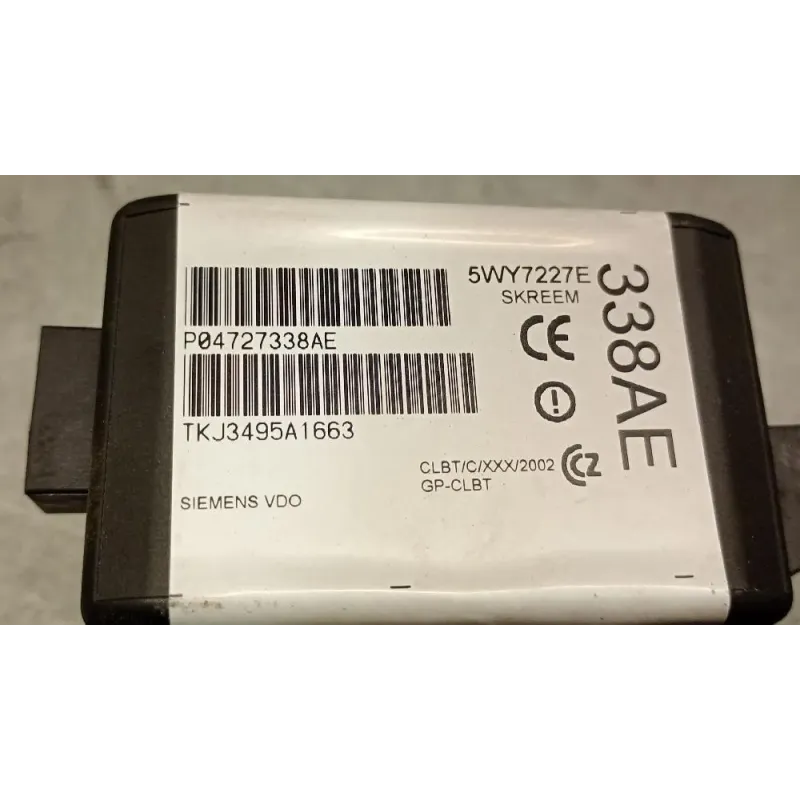 5WY7227E
SKREEM
P04727338AE
CE
TKJ3495A1663
338AE
CLBT/C/XXX/2002
GP-CLBT
SIEMENS VDO